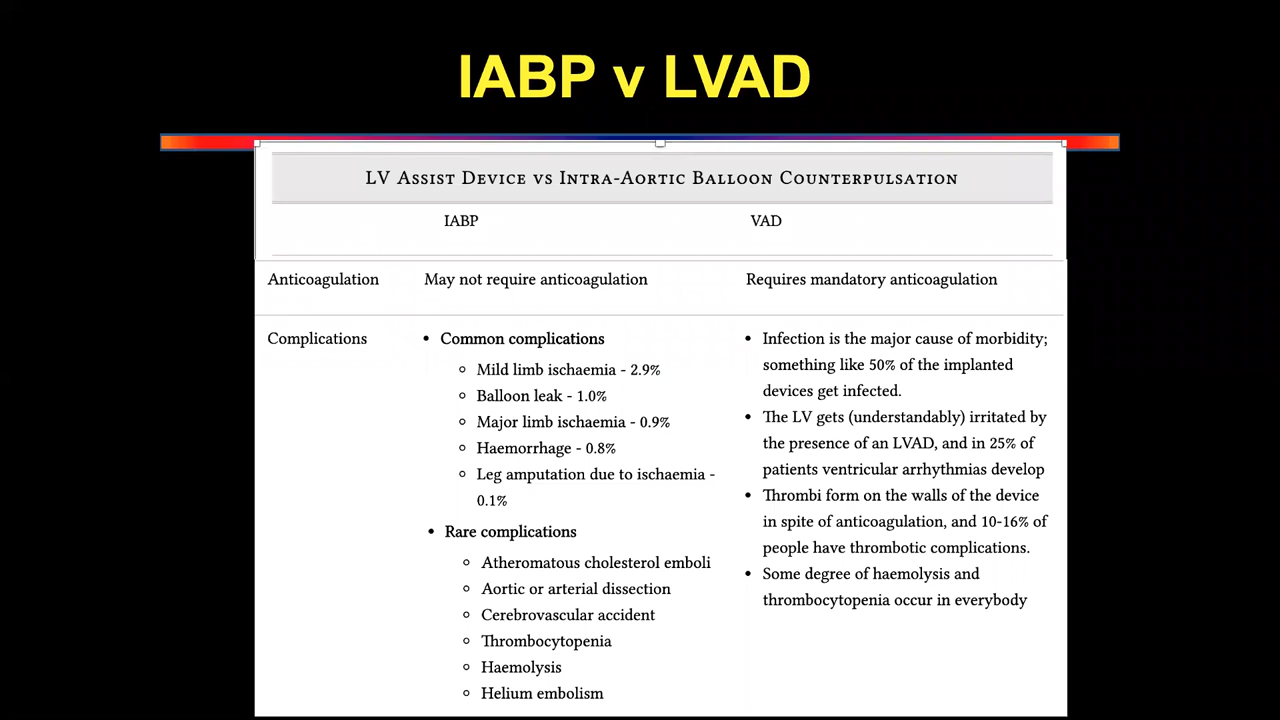 IABP v LVAD
LV Assist Device vs Intra-Aortic Balloon Counterpulsation
IABP VAD
Anticoagulation May not require anticoagulation Requires mandatory anticoagulation
Complications
• Common complications
◦ Mild limb ischaemia - 2.9%
◦ Balloon leak - 1.0%
◦ Major limb ischaemia - 0.9%
◦ Haemorrhage - 0.8%
◦ Leg amputation due to ischaemia -
0.1%
• Rare complications
◦ Atheromatous cholesterol emboli
◦ Aortic or arterial dissection
◦ Cerebrovascular accident
◦ Thrombocytopenia
◦ Haemolysis
◦ Helium embolism
• Infection is the major cause of morbidity;
something like 50% of the implanted
devices get infected.
• The LV gets (understandably) irritated by
the presence of an LVAD, and in 25% of
patients ventricular arrhythmias develop
• Thrombi form on the walls of the device
in spite of anticoagulation, and 10-16% of
people have thrombotic complications.
• Some degree of haemolysis and
thrombocytopenia occur in everybody